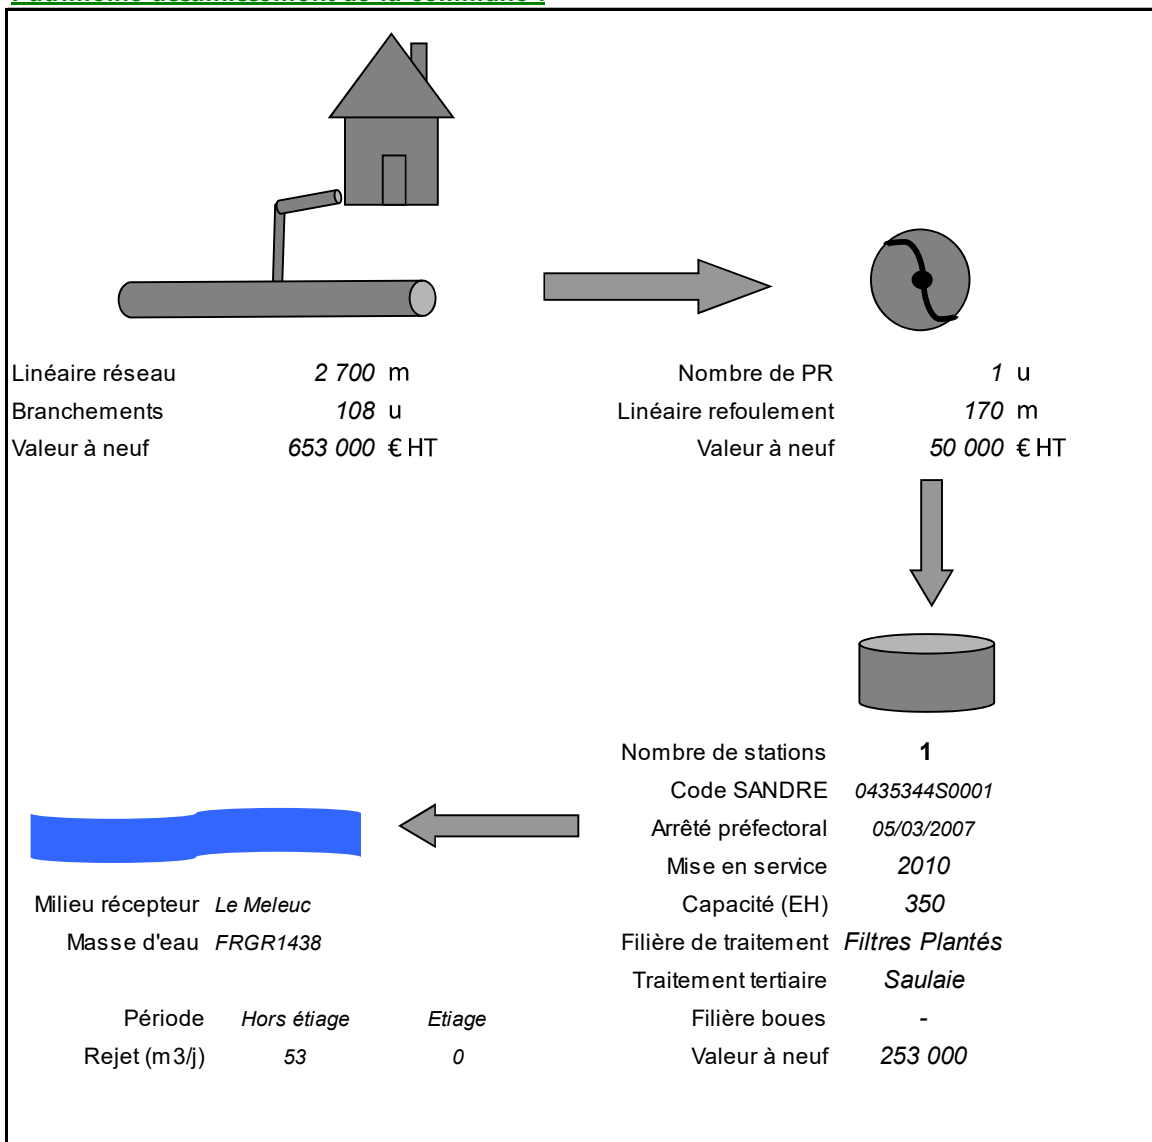 Linéaire réseau 2 700 m
Branchements 108 u
Valeur à neuf 653 000 € HT
Nombre de PR 1 u
Linéaire refoulement 170 m
Valeur à neuf 50 000 € HT
Nombre de stations 1
Code SANDRE 0435344S0001
Arrêté préfectoral 05/03/2007
Mise en service 2010
Capacité (EH) 350
Filière de traitement Filtres Plantés
Traitement tertiaire Saulaie
Filière boues -
Valeur à neuf 253 000
Milieu récepteur Le Meleuc
Masse d'eau FRGR1438
Période Hors étiage Etiage
Rejet (m3/j) 53 0